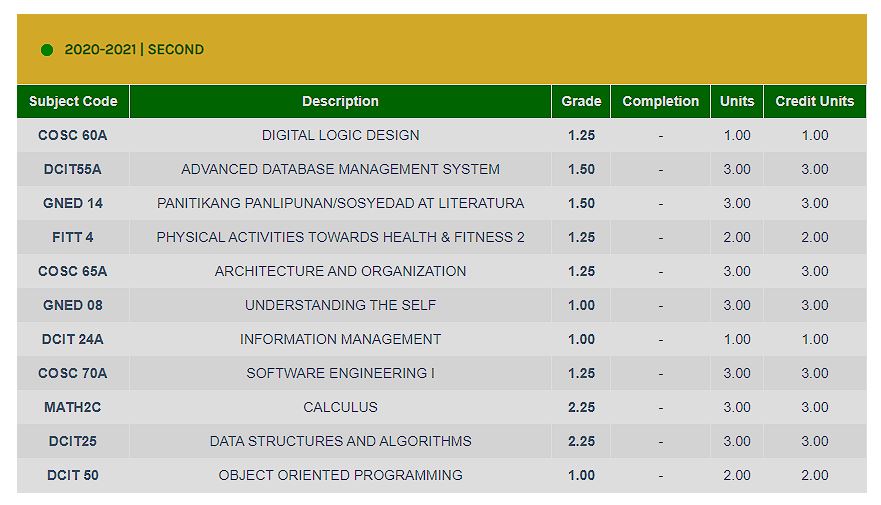 2020-2021 | SECOND
Subject Code Description Grade Completion Units Credit Units
COSC 60A DIGITAL LOGIC DESIGN 1.25 - 1.00 1.00
DCIT55A ADVANCED DATABASE MANAGEMENT SYSTEM 1.50 - 3.00 3.00
GNED 14 PANITIKANG PANLIPUNAN/SOSYEDAD AT LITERATURA 1.50 - 3.00 3.00
FITT 4 PHYSICAL ACTIVITIES TOWARDS HEALTH & FITNESS 2 1.25 - 2.00 2.00
COSC 65A ARCHITECTURE AND ORGANIZATION 1.25 - 3.00 3.00
GNED 08 UNDERSTANDING THE SELF 1.00 - 3.00 3.00
DCIT 24A INFORMATION MANAGEMENT 1.00 - 1.00 1.00
COSC 70A SOFTWARE ENGINEERING I 1.25 - 3.00 3.00
MATH2C CALCULUS 2.25 - 3.00 3.00
DCIT25 DATA STRUCTURES AND ALGORITHMS 2.25 - 3.00 3.00
DCIT 50 OBJECT ORIENTED PROGRAMMING 1.00 - 2.00 2.00